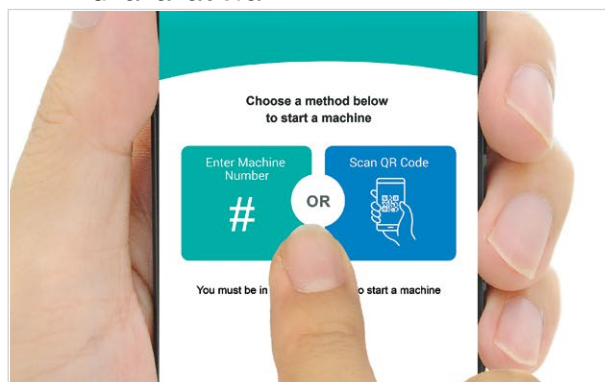 Choose a method below
to start a machine
Enter Machine
Number
#
OR
Scan QR Code
You must be in to start a machine